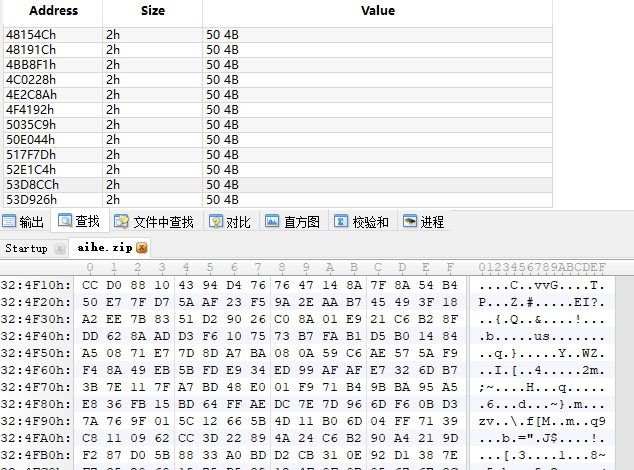 Address Size Value
48154Ch 2h 50 4B
48191Ch 2h 50 4B
4BB8F1h 2h 50 4B
4C0228h 2h 50 4B
4E2C8Ah 2h 50 4B
4F4192h 2h 50 4B
5035C9h 2h 50 4B
50E044h 2h 50 4B
517F7Dh 2h 50 4B
52E1C4h 2h 50 4B
53D8CCh 2h 50 4B
53D926h 2h 50 4B
输出 查找 文件中查找 对比 直方图 校验和 进程
Startup aihe.zip
0 1 2 3 4 5 6 7 8 9 A B C D E F 0123456789ABCDEF
32:4F10h: CC D0 88 10 43 94 D4 76 76 47 14 8A 7F 8A 54 B4 ....C..vvG....T.
32:4F20h: 50 E7 7F D7 5A AF 23 F5 9A 2E AA B7 45 49 3F 18 P...Z.#.....EI?.
32:4F30h: A2 EE 7B 83 51 D2 90 26 C0 8A 01 E9 21 C6 B2 8F ..{.Q..&....!...
32:4F40h: DD 62 8A AD D3 F6 10 75 73 B7 FA B1 D5 B0 14 84 .b.....us.......
32:4F50h: A5 08 71 E7 7D 8D A7 BA 08 0A 59 C6 AE 57 5A AF9 ..q.}.....Y..WZ.
32:4F60h: F4 8A 49 EB 5B FD E9 34 ED 99 AF AF E7 32 6D B7 ..I.[..4.....2m.
32:4F70h: 3B 7E 11 7F A7 BD 48 E0 01 F9 71 B4 9B BA 95 A5 ;~....H...q.....
32:4F80h: E8 36 FB 15 BD 64 FF AE DC 7E 7D 96 6D F6 0B D3 .6...d...~}.m...
32:4F90h: 7A 76 9F 01 5C 12 66 5B 4D 11 B0 6D 04 FF 71 39 zv..\.f[M..m..q9
32:4FA0h: C8 11 09 62 CC 3D 22 89 4A 24 C6 B2 90 A4 21 9D ...b.=".J$....!.
32:4FB0h: F2 87 D0 5B 88 33 A0 BD D2 CB 31 0E 92 D1 38 7E ...[.3....1...8~